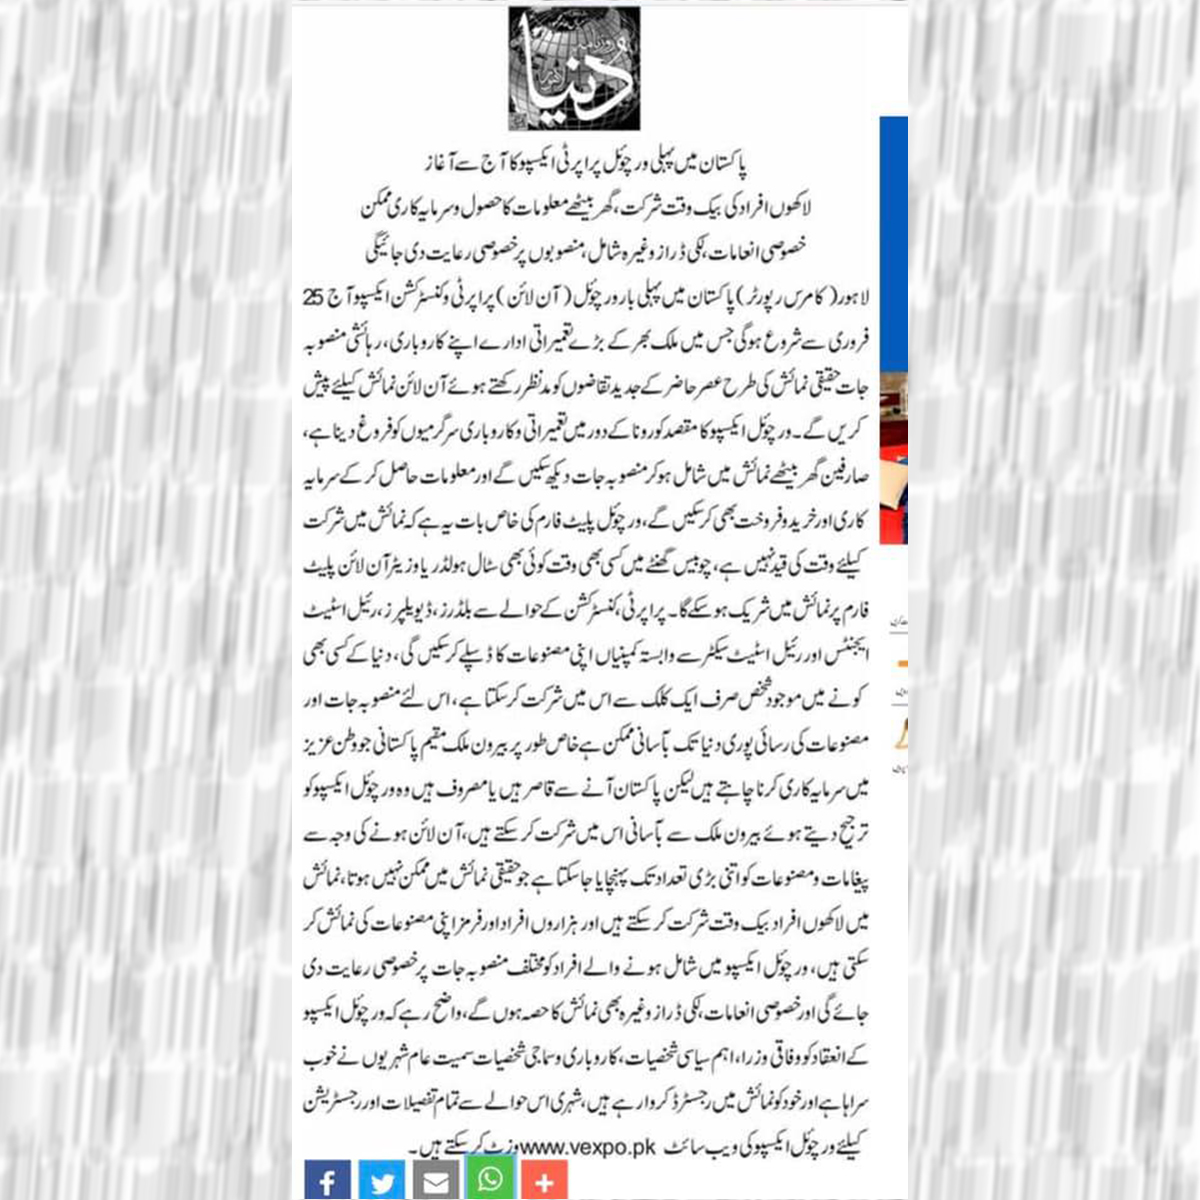 روزنامہ
دُنیا
لاہور
پاکستان میں پہلی ورچوئل پراپرٹی ایکسپو کا آج سے آغاز
لاکھوں افراد کی بیک وقت شرکت، گھر بیٹھے معلومات کا حصول و سرمایہ کاری ممکن
خصوصی انعامات، لکی ڈراز وغیرہ شامل، منصوبوں پر خصوصی رعایت دی جائیگی
لاہور (کامرس رپورٹر) پاکستان میں پہلی بار ورچوئل (آن لائن) پراپرٹی و کنسٹرکشن ایکسپو آج 25
فروری سے شروع ہوگی جس میں ملک بھر کے بڑے تعمیراتی ادارے اپنے کاروباری، رہائشی منصوبہ
جات حقیقی نمائش کی طرح عصر حاضر کے جدید تقاضوں کو مدنظر رکھتے ہوئے آن لائن نمائش کیلئے پیش
کریں گے۔ ورچوئل ایکسپو کا مقصد کورونا کے دور میں تعمیراتی و کاروباری سرگرمیوں کو فروغ دینا ہے،
صارفین گھر بیٹھے نمائش میں شامل ہو کر منصوبہ جات دیکھ سکیں گے اور معلومات حاصل کر کے سرمایہ
کاری اور خرید و فروخت بھی کر سکیں گے، ورچوئل پلیٹ فارم کی خاص بات یہ ہے کہ نمائش میں شرکت
کیلئے وقت کی قید نہیں ہے، چوبیس گھنٹے میں کسی بھی وقت کوئی بھی سٹال ہولڈر یا وزیٹر آن لائن پلیٹ
فارم پر نمائش میں شریک ہو سکے گا۔ پراپرٹی، کنسٹرکشن کے حوالے سے بلڈرز، ڈیویلپرز، رئیل اسٹیٹ
ایجنٹس اور رئیل اسٹیٹ سیکٹر سے وابستہ کمپنیاں اپنی مصنوعات کا ڈسپلے کر سکیں گی، دنیا کے کسی بھی
کونے میں موجود شخص صرف ایک کلک سے اس میں شرکت کر سکتا ہے، اس لئے منصوبہ جات اور
مصنوعات کی رسائی پوری دنیا تک بآسانی ممکن ہے خاص طور پر بیرون ملک مقیم پاکستانی جو وطن عزیز
میں سرمایہ کاری کرنا چاہتے ہیں لیکن پاکستان آنے سے قاصر ہیں یا مصروف ہیں وہ ورچوئل ایکسپو کو
ترجیح دیتے ہوئے بیرون ملک سے بآسانی اس میں شرکت کر سکتے ہیں، آن لائن ہونے کی وجہ سے
پیغامات و مصنوعات کو اتنی بڑی تعداد تک پہنچایا جا سکتا ہے جو حقیقی نمائش میں ممکن نہیں ہوتا، نمائش
میں لاکھوں افراد بیک وقت شرکت کر سکتے ہیں اور ہزاروں افراد اور فرمز اپنی مصنوعات کی نمائش کر
سکتی ہیں، ورچوئل ایکسپو میں شامل ہونے والے افراد کو مختلف منصوبہ جات پر خصوصی رعایت دی
جائے گی اور خصوصی انعامات، لکی ڈراز وغیرہ بھی نمائش کا حصہ ہوں گے، واضح رہے کہ ورچوئل ایکسپو
کے انعقاد کو وفاقی وزرا، اہم سیاسی شخصیات، کاروباری و سماجی شخصیات سمیت عام شہریوں نے خوب
سراہا ہے اور خود کو نمائش میں رجسٹرڈ کروا رہے ہیں، شہری اس حوالے سے تمام تفصیلات اور رجسٹریشن
کیلئے ورچوئل ایکسپو کی ویب سائٹ www.vexpo.pk وزٹ کر سکتے ہیں۔